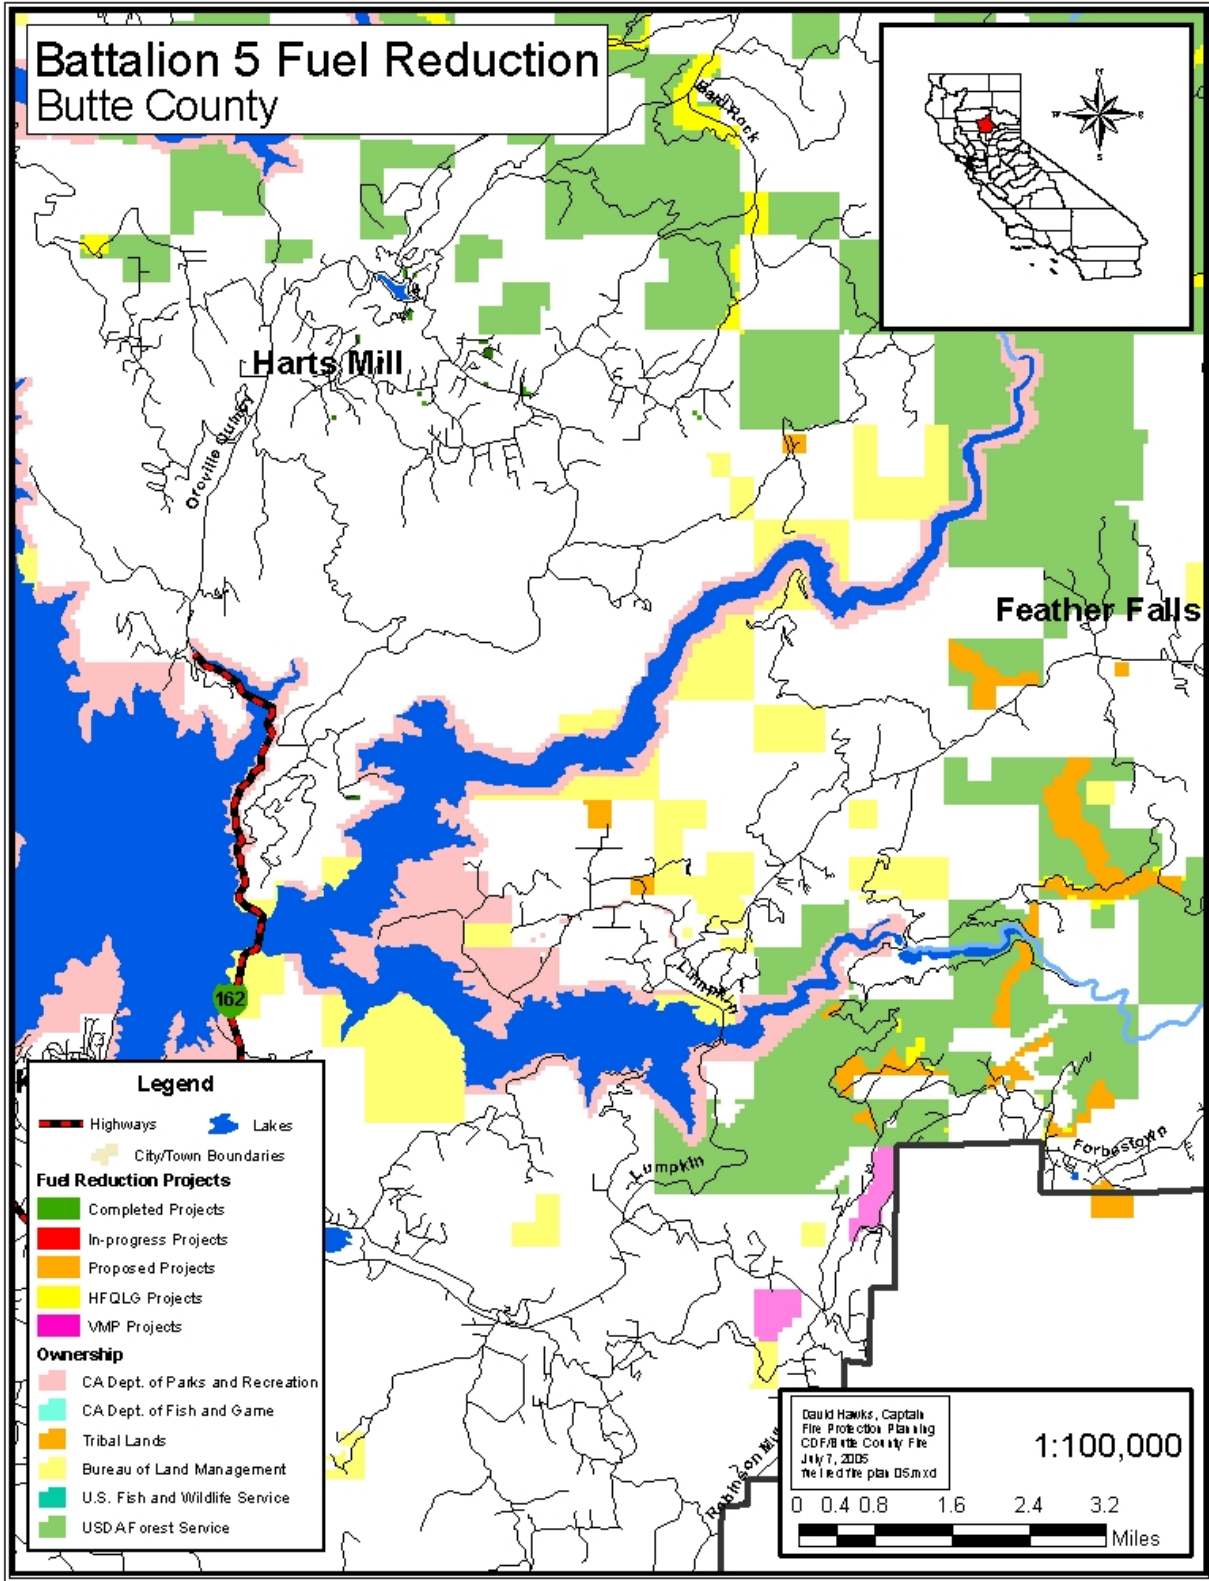 Battalion 5 Fuel Reduction
Butte County
N
W
E
S
Bald Rock
Harts Mill
Oroville Quincy
Feather Falls
Lumpkin
162
Lumpkin
Forbestown
K
Legend
Highways
Lakes
City/Town Boundaries
Fuel Reduction Projects
Completed Projects
In-progress Projects
Proposed Projects
HFQLG Projects
VMP Projects
Ownership
CA Dept. of Parks and Recreation
CA Dept. of Fish and Game
Tribal Lands
Bureau of Land Management
U.S. Fish and Wildlife Service
USDA Forest Service
Robinson Mill
David Hawks, Captain
Fire Protection Planning
CDF/Butte County Fire
July 7, 2005
1:100,000
0 0.4 0.8 1.6 2.4 3.2
Miles